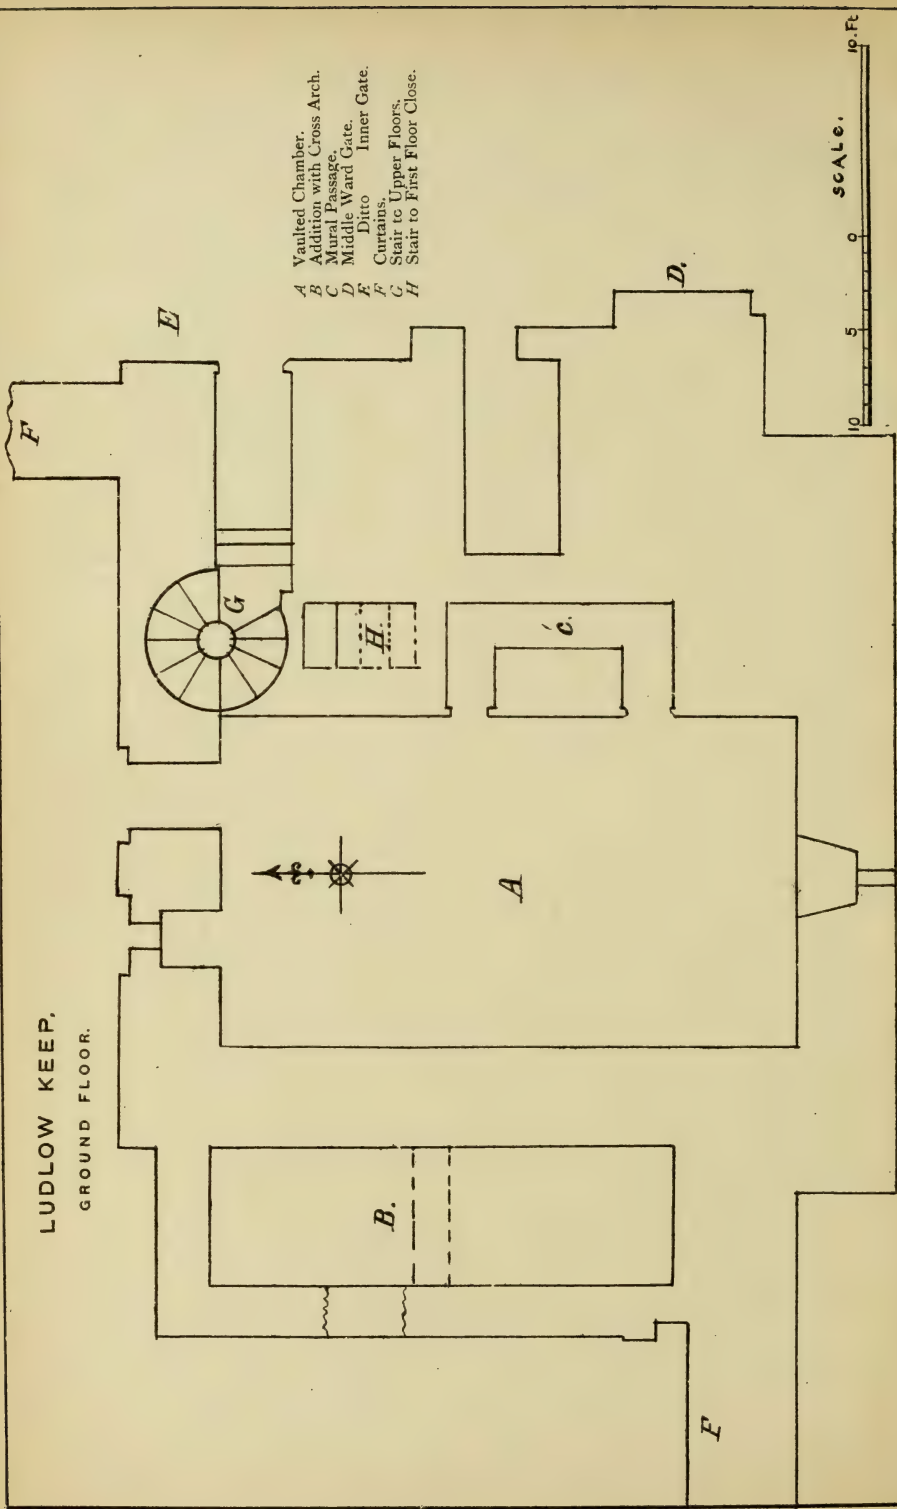 LUDLOW KEEP,
GROUND FLOOR.
A Vaulted Chamber.
B Addition with Cross Arch.
C Mural Passage.
D Middle Ward Gate.
E Ditto Inner Gate.
F Curtains.
G Stair to Upper Floors.
H Stair to First Floor Close.
F
E
G
H.
C.
D.
A
B.
F
SCALE.
10 5 0 10.Ft